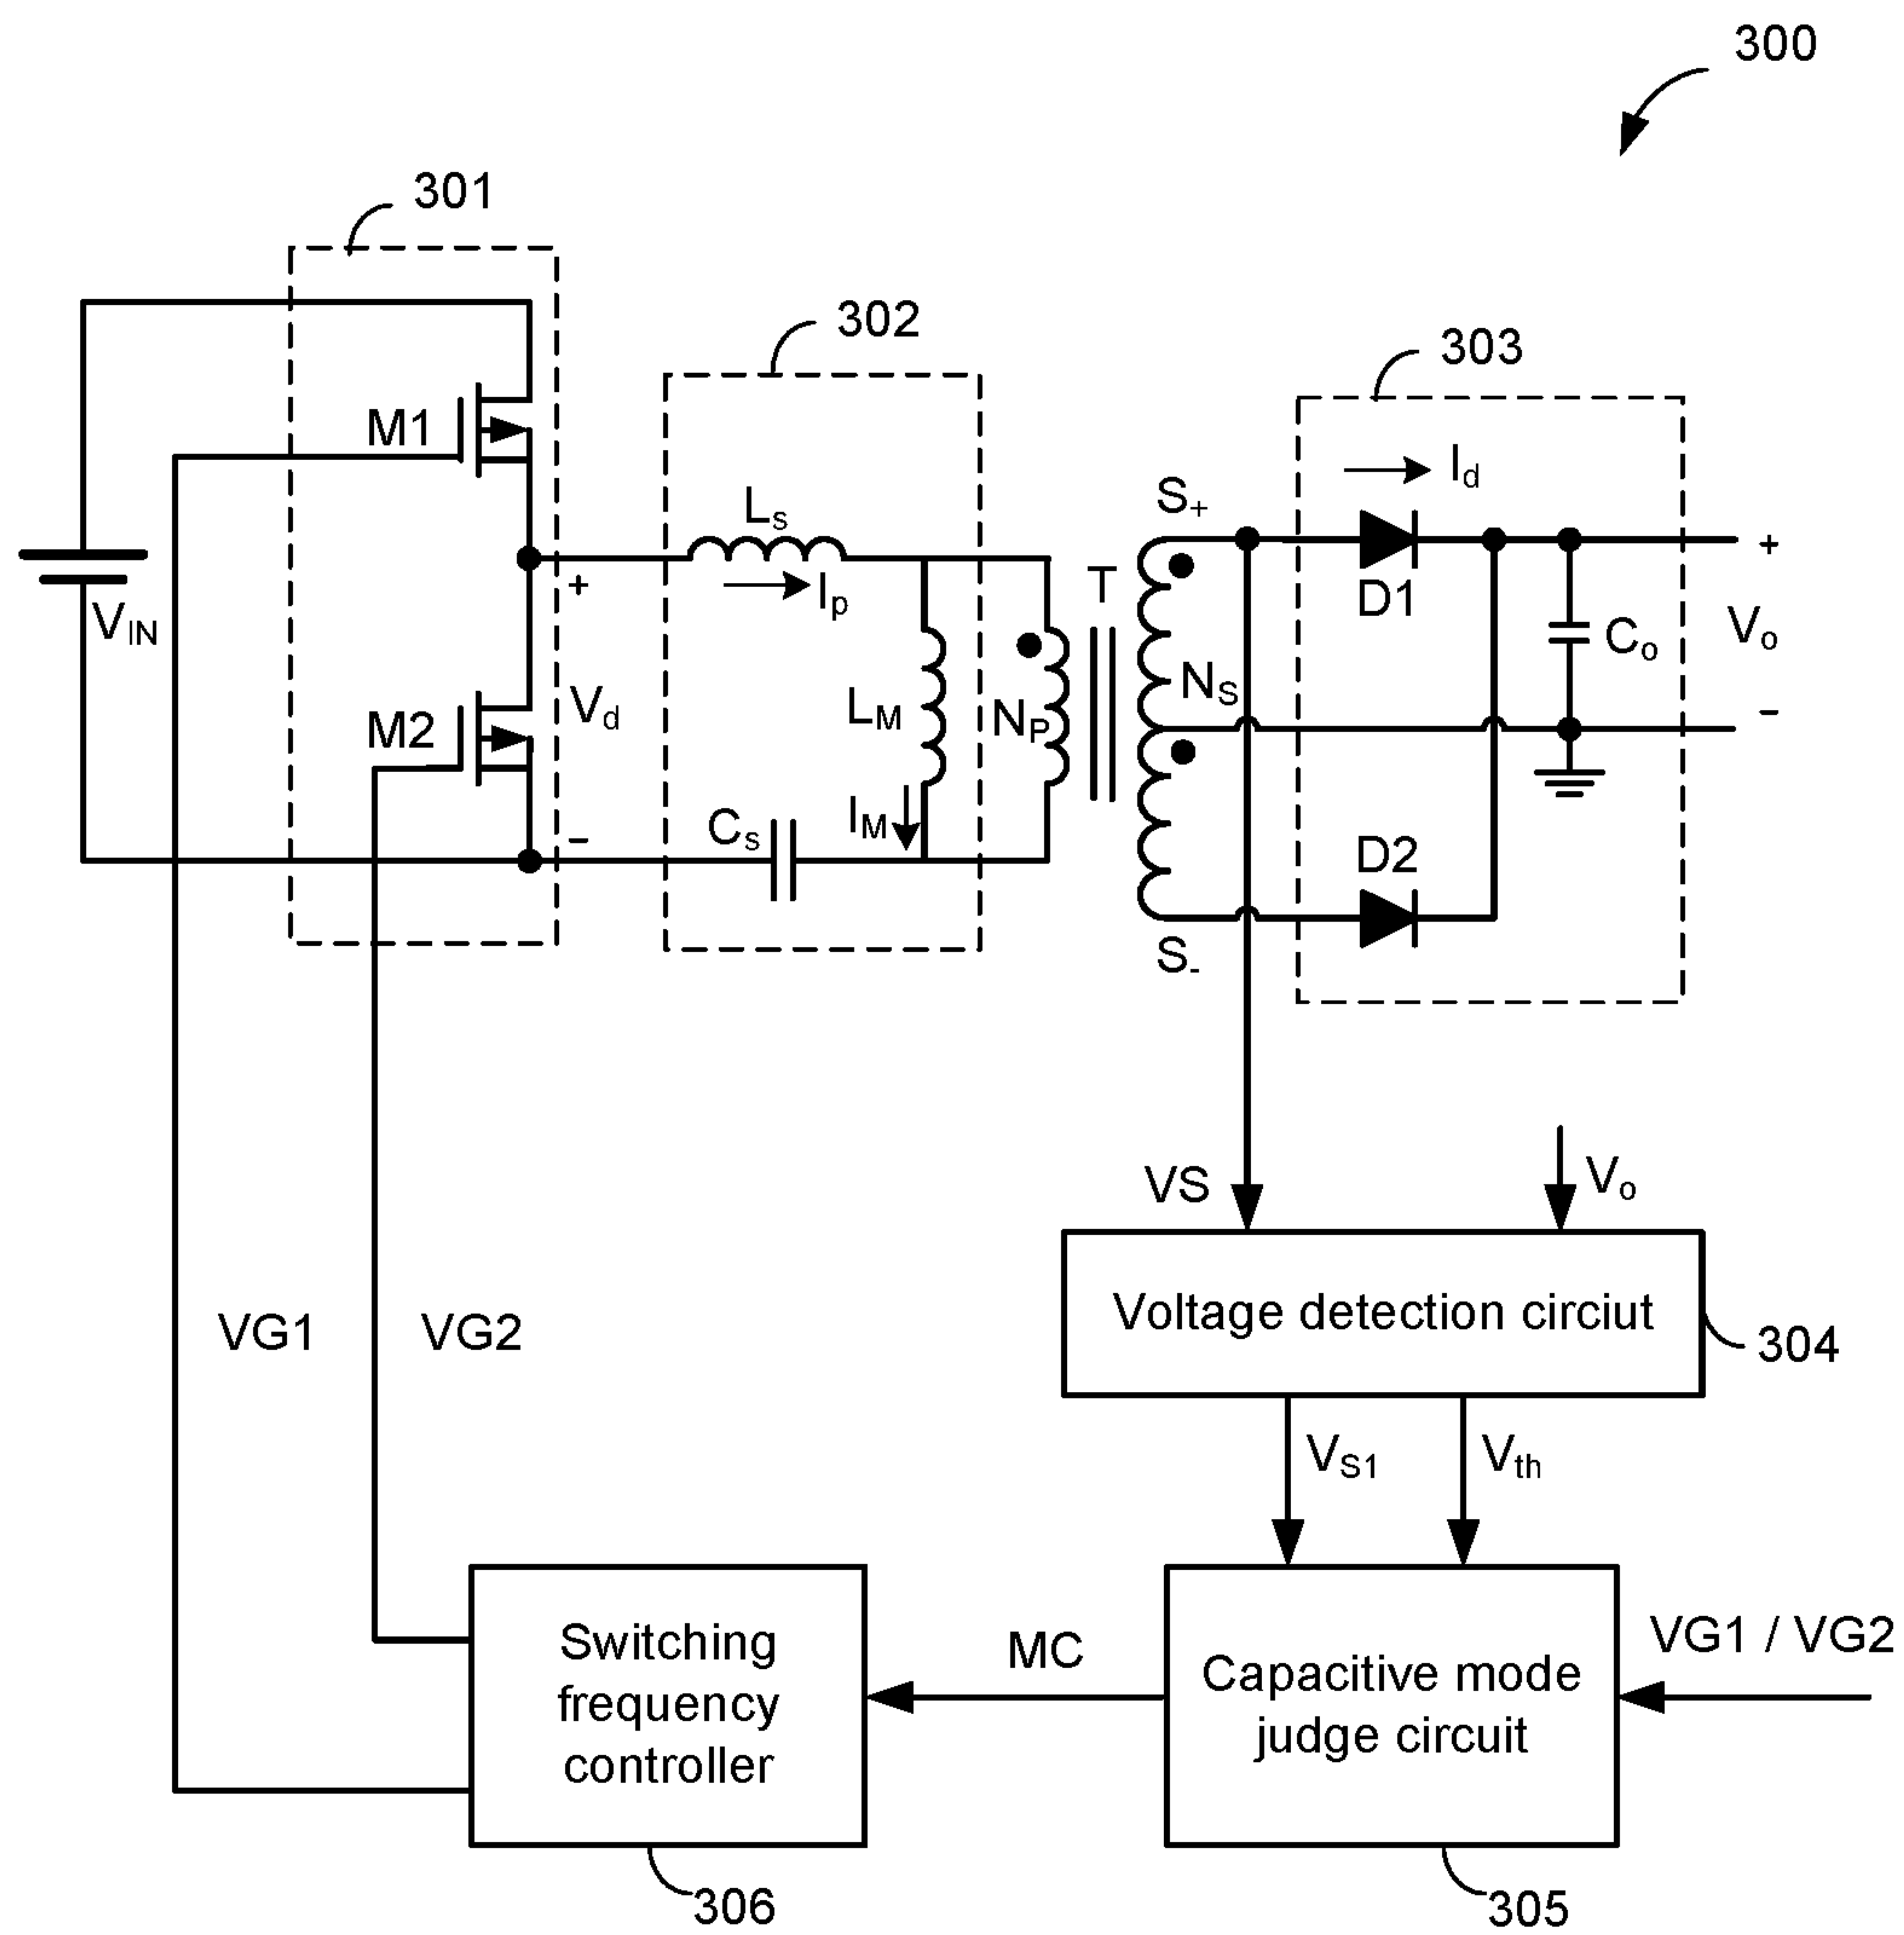 300
301
302
303
M1
Ls
Ip
VIN
M2
Vd
LM
NP
IM
Cs
T
S+
NS
S-
Id
D1
D2
Co
+
Vo
-
+
-
VS
Vo
Voltage detection circiut
304
VG1
VG2
VS1
Vth
Switching
frequency
controller
306
MC
Capacitive mode
judge circuit
305
VG1 / VG2